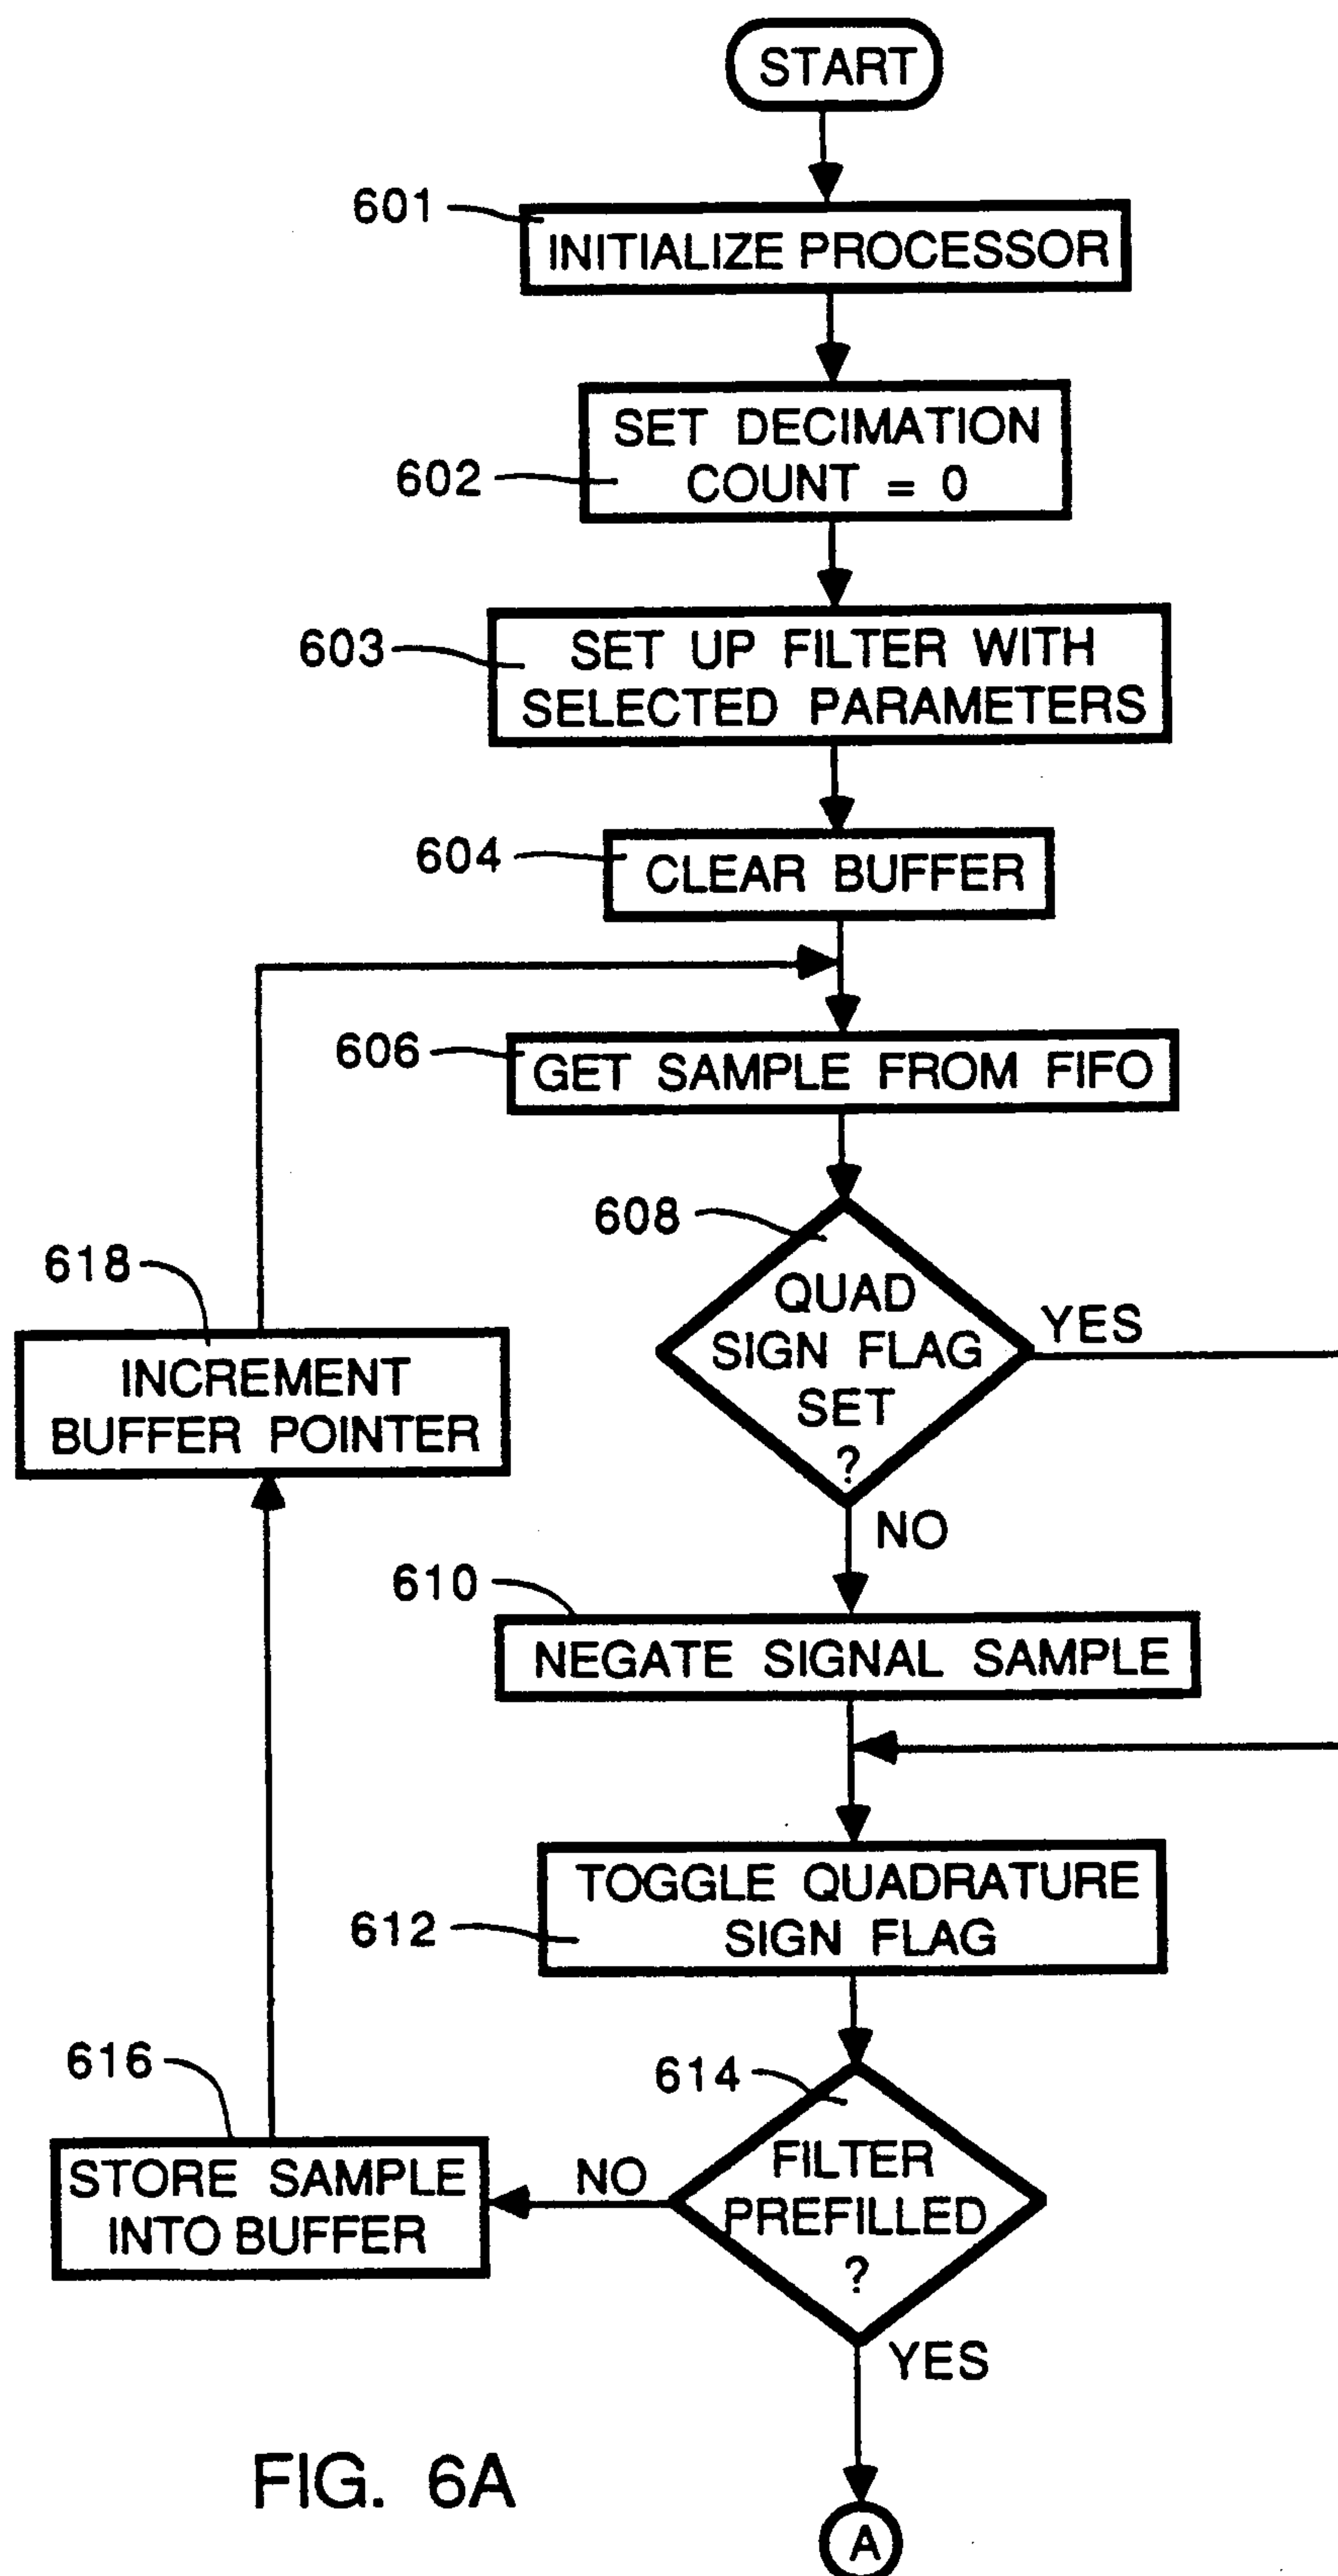 START
601
INITIALIZE PROCESSOR
SET DECIMATION
602
COUNT = 0
603
SET UP FILTER WITH
SELECTED PARAMETERS
604
CLEAR BUFFER
606
GET SAMPLE FROM FIFO
608
QUAD
SIGN FLAG
SET
?
YES
NO
618
INCREMENT
BUFFER POINTER
610
NEGATE SIGNAL SAMPLE
TOGGLE QUADRATURE
612
SIGN FLAG
614
FILTER
PREFILLED
?
NO
616
STORE SAMPLE
INTO BUFFER
YES
FIG. 6A
A